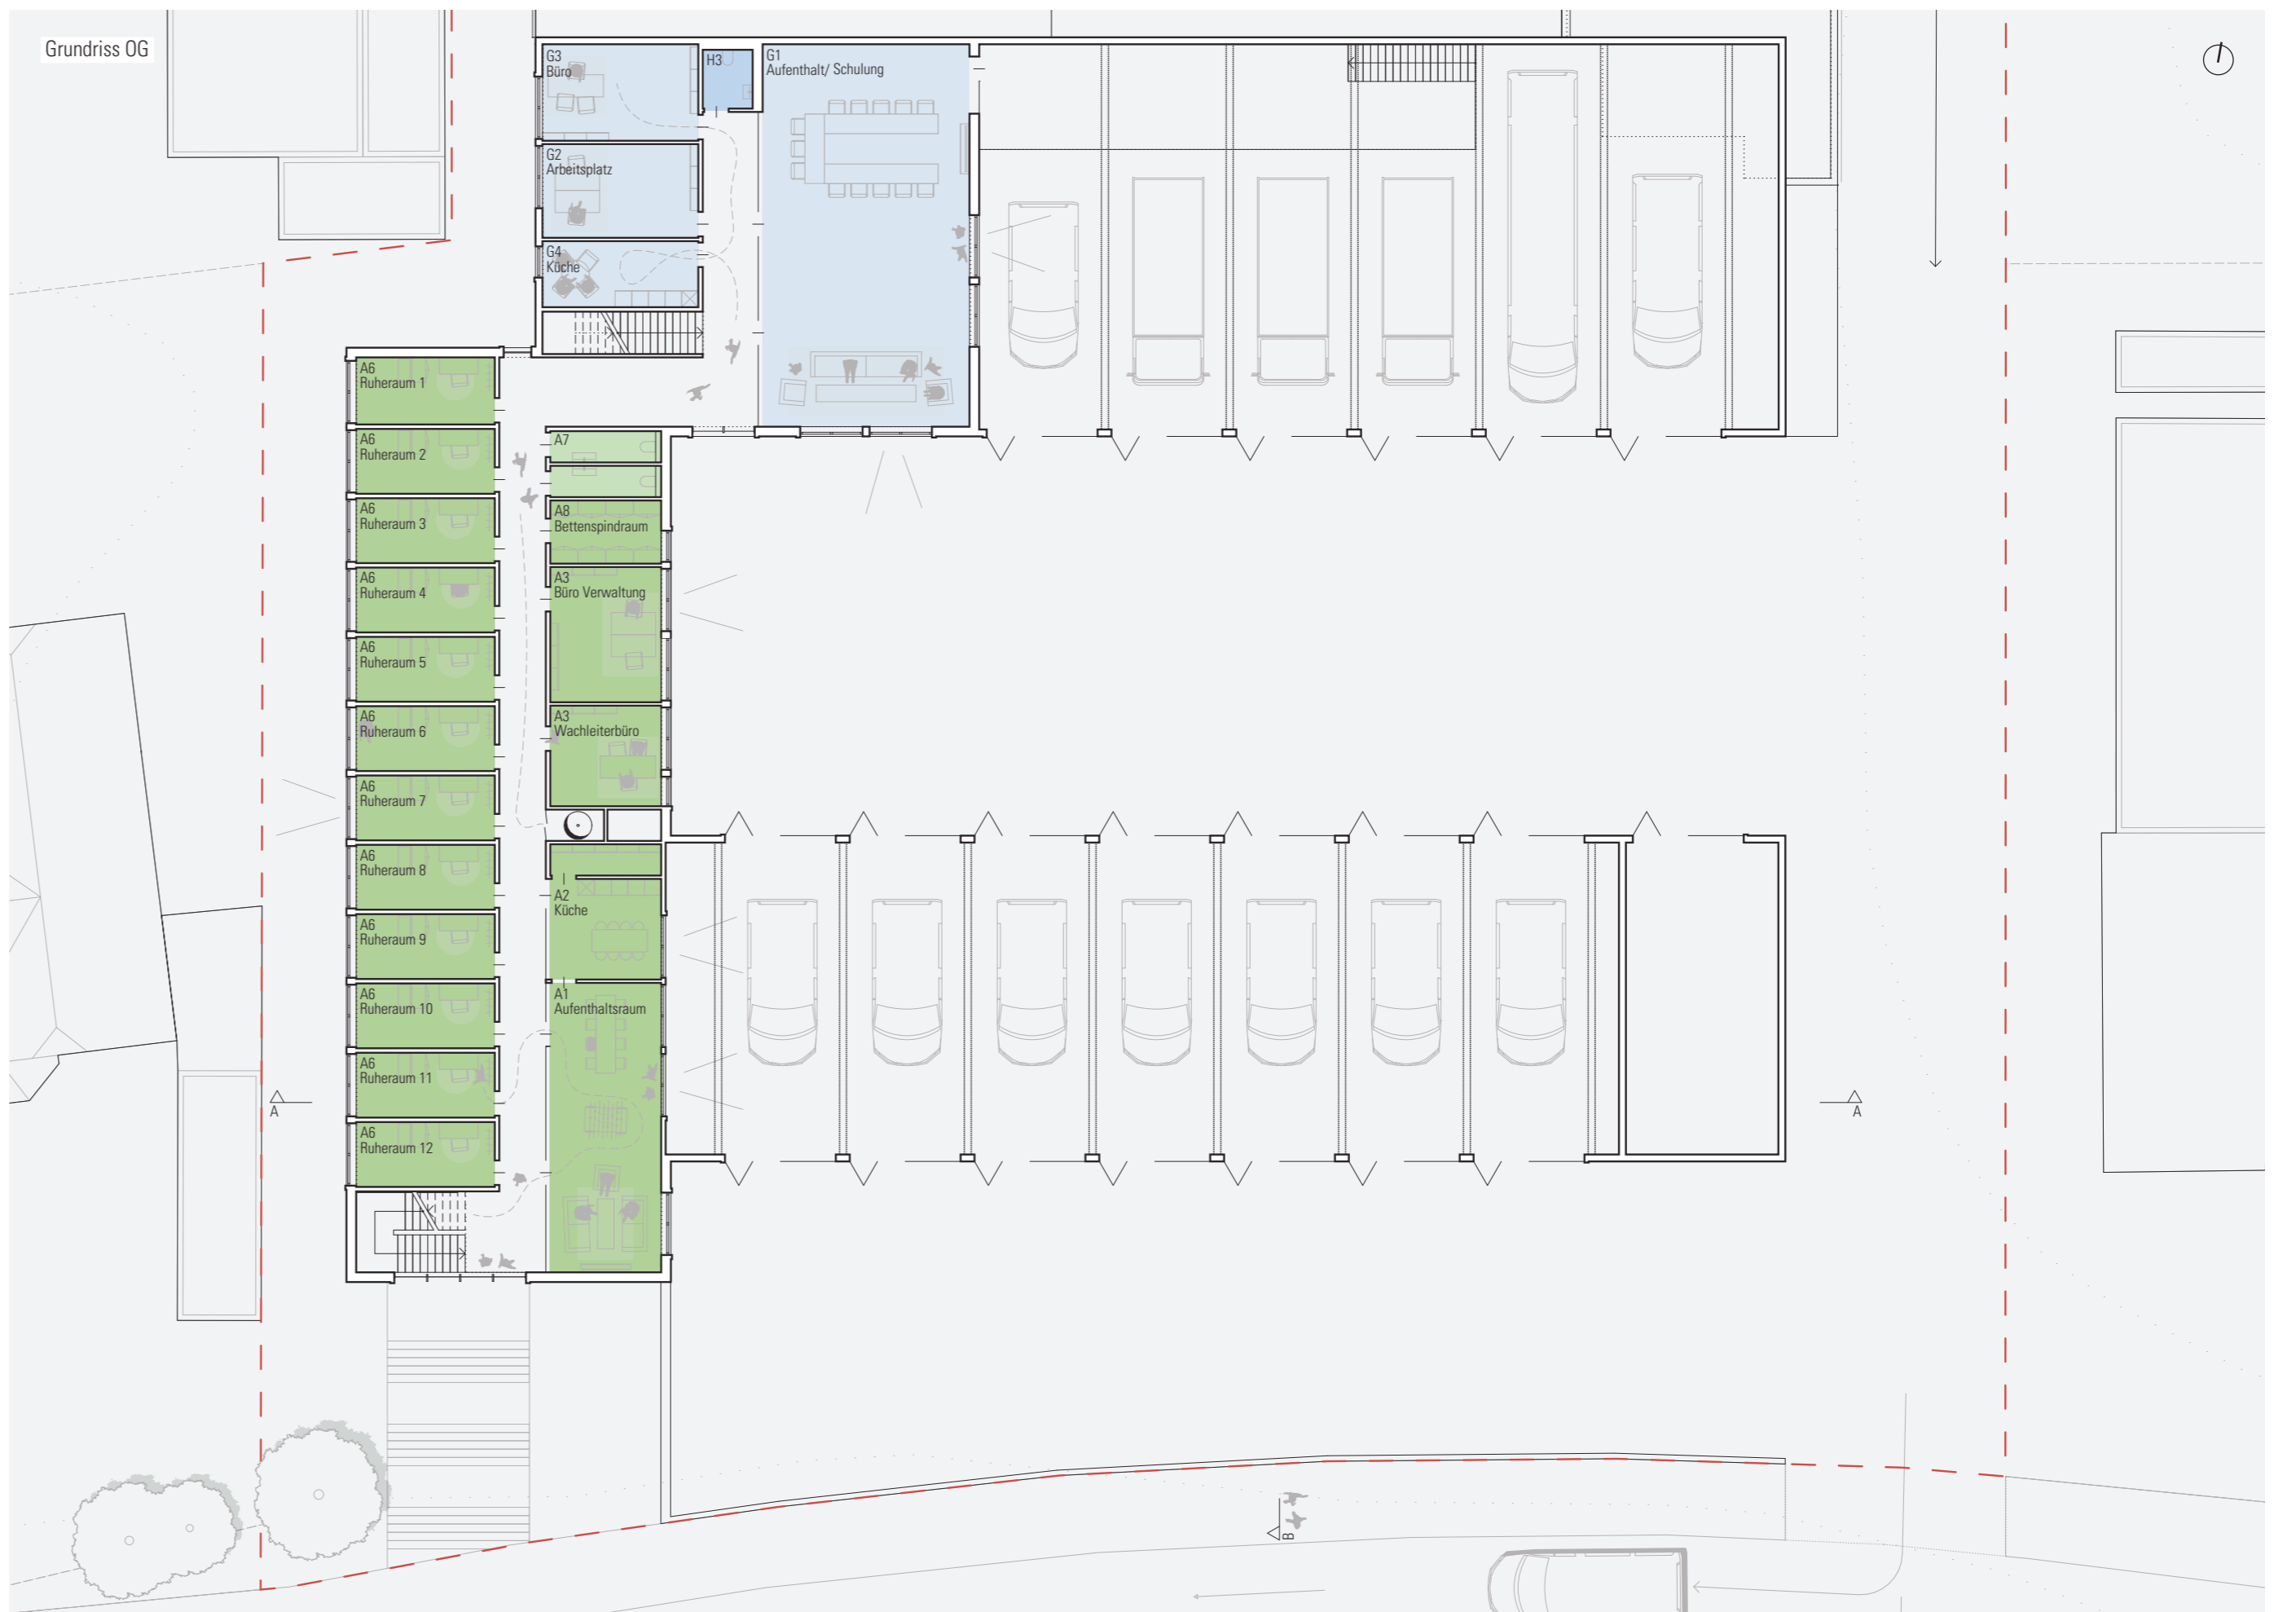 Grundriss OG
G3
Büro
H3
G1
Aufenthalt/ Schulung
G2
Arbeitsplatz
G4
Küche
A6
Ruheraum 1
A6
Ruheraum 2
A6
Ruheraum 3
A6
Ruheraum 4
A6
Ruheraum 5
A6
Ruheraum 6
A6
Ruheraum 7
A6
Ruheraum 8
A6
Ruheraum 9
A6
Ruheraum 10
A6
Ruheraum 11
A6
Ruheraum 12
A7
A8
Bettenspindraum
A3
Büro Verwaltung
A3
Wachleiterbüro
A2
Küche
A1
Aufenthaltsraum
A
A
B